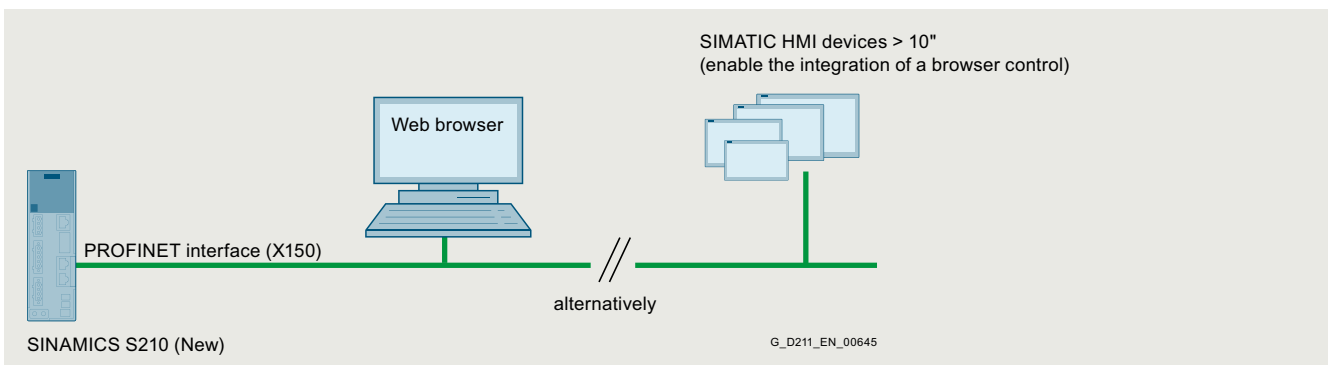 SIMATIC HMI devices > 10"
(enable the integration of a browser control)
Web browser
PROFINET interface (X150)
alternatively
SINAMICS S210 (New)
G_D211_EN_00645